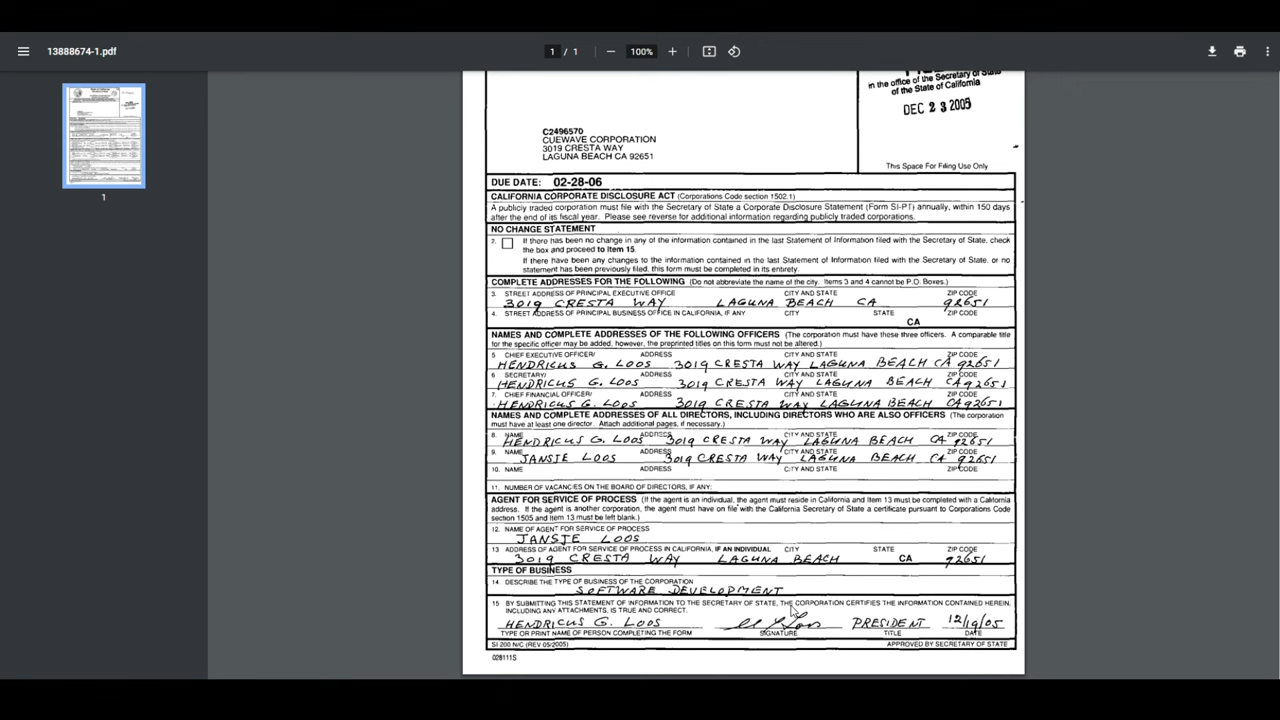 13888674-1.pdf
1 / 1
100%
1
in the office of the Secretary of State
of the State of California
DEC 23 2005
C2496570
CUEWAVE CORPORATION
3019 CRESTA WAY
LAGUNA BEACH CA 92651
This Space For Filing Use Only
DUE DATE: 02-28-06
CALIFORNIA CORPORATE DISCLOSURE ACT (Corporations Code section 1502.1)
A publicly traded corporation must file with the Secretary of State a Corporate Disclosure Statement (Form SI-PT) annually, within 150 days
after the end of its fiscal year. Please see reverse for additional information regarding publicly traded corporations.
NO CHANGE STATEMENT
2. If there has been no change in any of the information contained in the last Statement of Information filed with the Secretary of State, check
the box and proceed to Item 15.
If there have been any changes to the information contained in the last Statement of Information filed with the Secretary of State, or no
statement has been previously filed, this form must be completed in its entirety.
COMPLETE ADDRESSES FOR THE FOLLOWING (Do not abbreviate the name of the city. Items 3 and 4 cannot be P.O. Boxes.)
3. STREET ADDRESS OF PRINCIPAL EXECUTIVE OFFICE CITY AND STATE ZIP CODE
3019 CRESTA WAY LAGUNA BEACH CA 92651
4. STREET ADDRESS OF PRINCIPAL BUSINESS OFFICE IN CALIFORNIA, IF ANY CITY STATE ZIP CODE
CA
NAMES AND COMPLETE ADDRESSES OF THE FOLLOWING OFFICERS (The corporation must have these three officers. A comparable title
for the specific officer may be added, however, the preprinted titles on this form must not be altered.)
5 CHIEF EXECUTIVE OFFICER/ ADDRESS CITY AND STATE ZIP CODE
HENDRICUS G. LOOS 3019 CRESTA WAY LAGUNA BEACH CA 92651
6 SECRETARY/ ADDRESS CITY AND STATE ZIP CODE
HENDRICUS G. LOOS 3019 CRESTA WAY LAGUNA BEACH CA 92651
7. CHIEF FINANCIAL OFFICER/ ADDRESS CITY AND STATE ZIP CODE
HENDRICUS G. LOOS 3019 CRESTA WAY LAGUNA BEACH CA 92651
NAMES AND COMPLETE ADDRESSES OF ALL DIRECTORS, INCLUDING DIRECTORS WHO ARE ALSO OFFICERS (The corporation
must have at least one director. Attach additional pages, if necessary.)
8. NAME ADDRESS CITY AND STATE ZIP CODE
HENDRICUS G. LOOS 3019 CRESTA WAY LAGUNA BEACH CA 92651
9. NAME ADDRESS CITY AND STATE ZIP CODE
JANSJE LOOS 3019 CRESTA WAY LAGUNA BEACH CA 92651
10. NAME ADDRESS CITY AND STATE ZIP CODE
11. NUMBER OF VACANCIES ON THE BOARD OF DIRECTORS, IF ANY:
AGENT FOR SERVICE OF PROCESS (If the agent is an individual, the agent must reside in California and Item 13 must be completed with a California
address. If the agent is another corporation, the agent must have on file with the California Secretary of State a certificate pursuant to Corporations Code
section 1505 and Item 13 must be left blank.)
12. NAME OF AGENT FOR SERVICE OF PROCESS
JANSJE LOOS
13 ADDRESS OF AGENT FOR SERVICE OF PROCESS IN CALIFORNIA, IF AN INDIVIDUAL CITY STATE ZIP CODE
3019 CRESTA WAY LAGUNA BEACH CA 92651
TYPE OF BUSINESS
14 DESCRIBE THE TYPE OF BUSINESS OF THE CORPORATION
SOFTWARE DEVELOPMENT
15 BY SUBMITTING THIS STATEMENT OF INFORMATION TO THE SECRETARY OF STATE, THE CORPORATION CERTIFIES THE INFORMATION CONTAINED HEREIN,
INCLUDING ANY ATTACHMENTS, IS TRUE AND CORRECT.
HENDRICUS G. LOOS PRESIDENT 12/19/05
TYPE OR PRINT NAME OF PERSON COMPLETING THE FORM SIGNATURE TITLE DATE
SI 200 N/C (REV 05/2005) APPROVED BY SECRETARY OF STATE
028111S